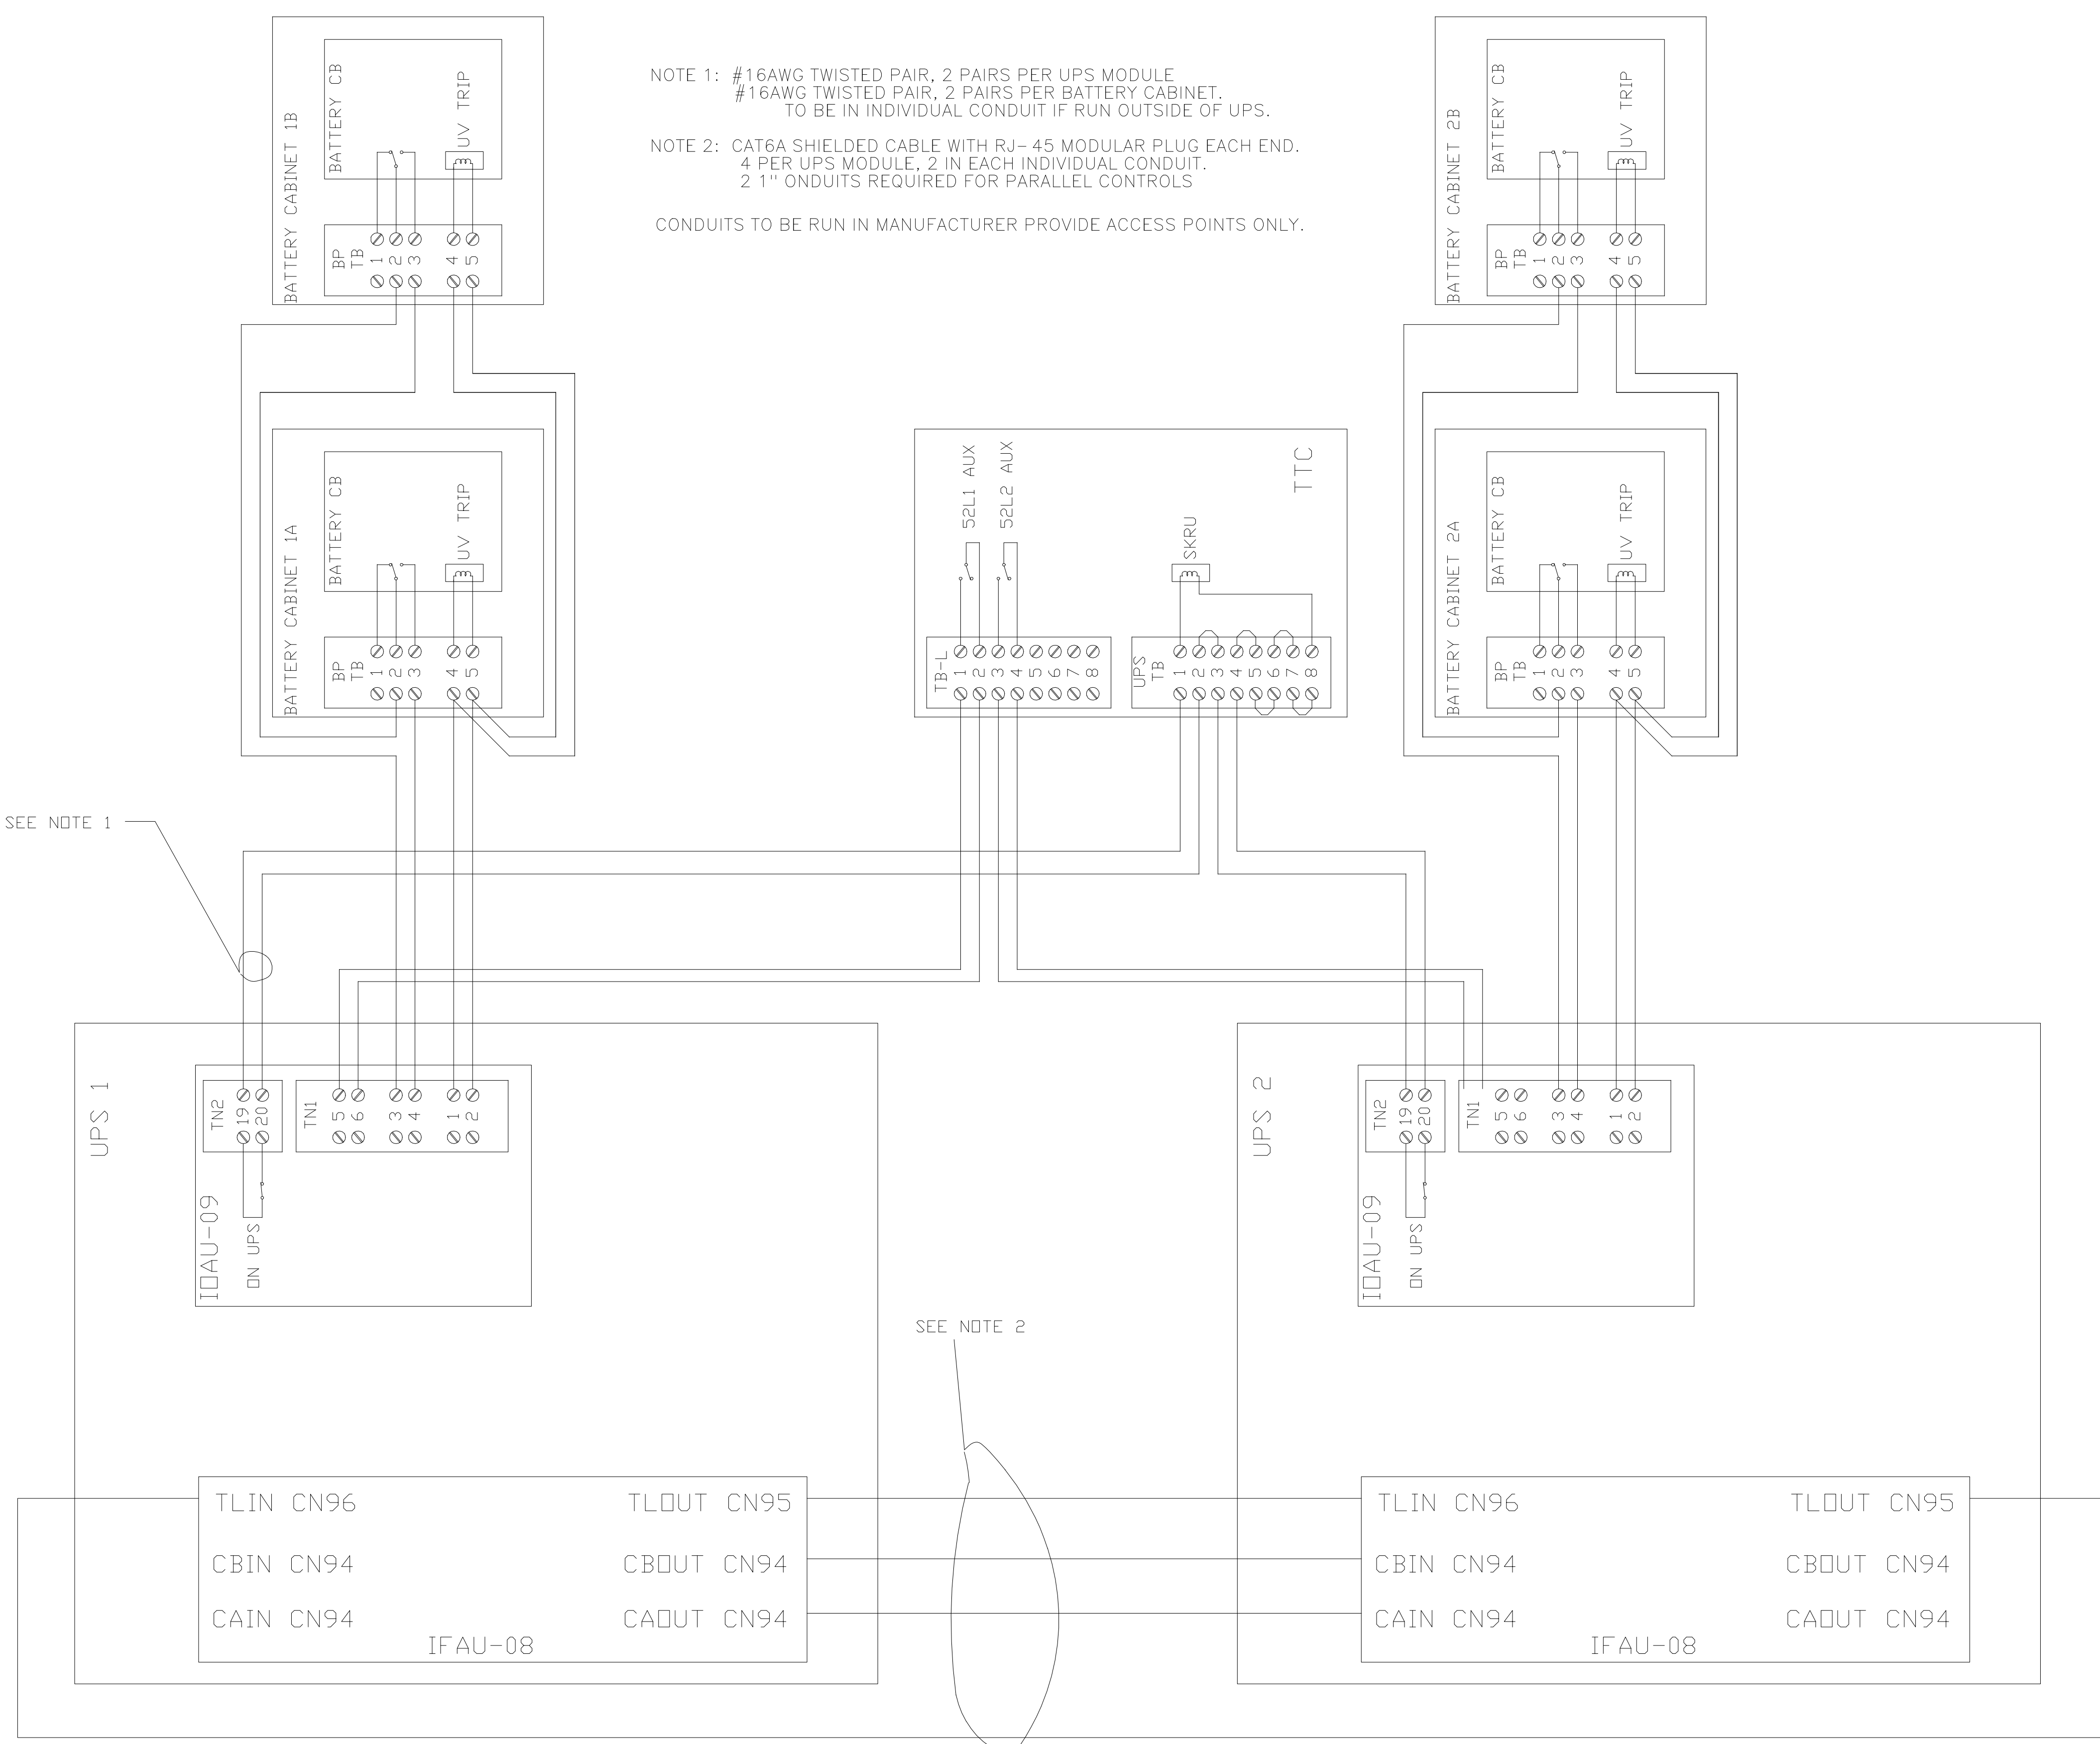 NOTE 1: #16AWG TWISTED PAIR, 2 PAIRS PER UPS MODULE
#16AWG TWISTED PAIR, 2 PAIRS PER BATTERY CABINET.
TO BE IN INDIVIDUAL CONDUIT IF RUN OUTSIDE OF UPS.
NOTE 2: CAT6A SHIELDED CABLE WITH RJ-45 MODULAR PLUG EACH END.
4 PER UPS MODULE, 2 IN EACH INDIVIDUAL CONDUIT.
2 1" ONDUITS REQUIRED FOR PARALLEL CONTROLS
CONDUITS TO BE RUN IN MANUFACTURER PROVIDE ACCESS POINTS ONLY.
BATTERY CABINET 1B
BATTERY CB
UV TRIP
BP
TB
1 2 3 4 5
BATTERY CABINET 2B
BATTERY CB
UV TRIP
BP
TB
1 2 3 4 5
BATTERY CABINET 1A
BATTERY CB
UV TRIP
BP
TB
1 2 3 4 5
52L1 AUX
52L2 AUX
TTC
SKRU
TB-L
1 2 3 4 5 6 7 8
UPS
TB
1 2 3 4 5 6 7 8
BATTERY CABINET 2A
BATTERY CB
UV TRIP
BP
TB
1 2 3 4 5
SEE NOTE 1
UPS 1
TN2
19 20
TN1
5 6 3 4 1 2
IOAU-09
ON UPS
UPS 2
TN2
19 20
TN1
5 6 3 4 1 2
IOAU-09
ON UPS
SEE NOTE 2
TLIN CN96
TLOUT CN95
CBIN CN94
CBOUT CN94
CAIN CN94
CAOUT CN94
IFAU-08
TLIN CN96
TLOUT CN95
CBIN CN94
CBOUT CN94
CAIN CN94
CAOUT CN94
IFAU-08